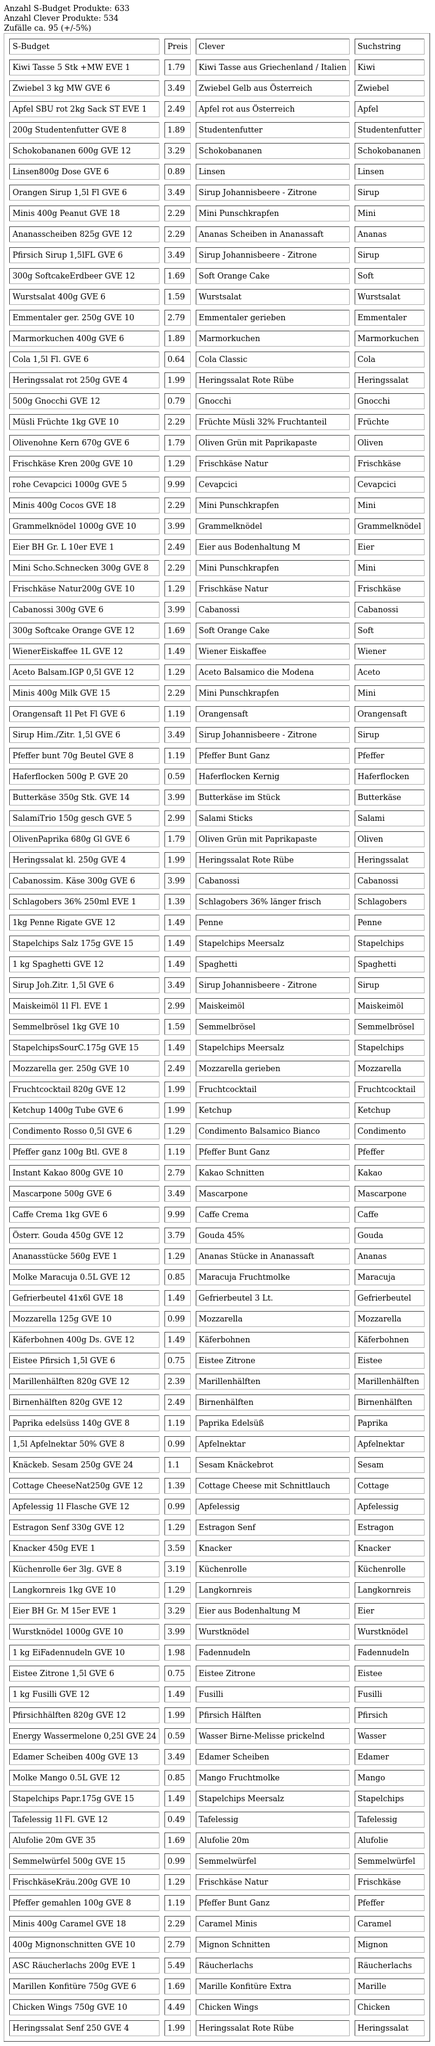 Anzahl S-Budget Produkte: 633
Anzahl Clever Produkte: 534
Zufälle ca. 95 (+/-5%)
S-Budget Preis Clever Suchstring
Kiwi Tasse 5 Stk +MW EVE 1 1.79 Kiwi Tasse aus Griechenland / Italien Kiwi
Zwiebel 3 kg MW GVE 6 3.49 Zwiebel Gelb aus Österreich Zwiebel
Apfel SBU rot 2kg Sack ST EVE 1 2.49 Apfel rot aus Österreich Apfel
200g Studentenfutter GVE 8 1.89 Studentenfutter Studentenfutter
Schokobananen 600g GVE 12 3.29 Schokobananen Schokobananen
Linsen800g Dose GVE 6 0.89 Linsen Linsen
Orangen Sirup 1,5l Fl GVE 6 3.49 Sirup Johannisbeere - Zitrone Sirup
Minis 400g Peanut GVE 18 2.29 Mini Punschkrapfen Mini
Ananasscheiben 825g GVE 12 2.29 Ananas Scheiben in Ananassaft Ananas
Pfirsich Sirup 1,5lFL GVE 6 3.49 Sirup Johannisbeere - Zitrone Sirup
300g SoftcakeErdbeer GVE 12 1.69 Soft Orange Cake Soft
Wurstsalat 400g GVE 6 1.59 Wurstsalat Wurstsalat
Emmentaler ger. 250g GVE 10 2.79 Emmentaler gerieben Emmentaler
Marmorkuchen 400g GVE 6 1.89 Marmorkuchen Marmorkuchen
Cola 1,5l Fl. GVE 6 0.64 Cola Classic Cola
Heringssalat rot 250g GVE 4 1.99 Heringssalat Rote Rübe Heringssalat
500g Gnocchi GVE 12 0.79 Gnocchi Gnocchi
Müsli Früchte 1kg GVE 10 2.29 Früchte Müsli 32% Fruchtanteil Früchte
Olivenohne Kern 670g GVE 6 1.79 Oliven Grün mit Paprikapaste Oliven
Frischkäse Kren 200g GVE 10 1.29 Frischkäse Natur Frischkäse
rohe Cevapcici 1000g GVE 5 9.99 Cevapcici Cevapcici
Minis 400g Cocos GVE 18 2.29 Mini Punschkrapfen Mini
Grammelknödel 1000g GVE 10 3.99 Grammelknödel Grammelknödel
Eier BH Gr. L 10er EVE 1 2.49 Eier aus Bodenhaltung M Eier
Mini Scho.Schnecken 300g GVE 8 2.29 Mini Punschkrapfen Mini
Frischkäse Natur200g GVE 10 1.29 Frischkäse Natur Frischkäse
Cabanossi 300g GVE 6 3.99 Cabanossi Cabanossi
300g Softcake Orange GVE 12 1.69 Soft Orange Cake Soft
WienerEiskaffee 1L GVE 12 1.49 Wiener Eiskaffee Wiener
Aceto Balsam.IGP 0,5l GVE 12 1.29 Aceto Balsamico die Modena Aceto
Minis 400g Milk GVE 15 2.29 Mini Punschkrapfen Mini
Orangensaft 1l Pet Fl GVE 6 1.19 Orangensaft Orangensaft
Sirup Him./Zitr. 1,5l GVE 6 3.49 Sirup Johannisbeere - Zitrone Sirup
Pfeffer bunt 70g Beutel GVE 8 1.19 Pfeffer Bunt Ganz Pfeffer
Haferflocken 500g P. GVE 20 0.59 Haferflocken Kernig Haferflocken
Butterkäse 350g Stk. GVE 14 3.99 Butterkäse im Stück Butterkäse
SalamiTrio 150g gesch GVE 5 2.99 Salami Sticks Salami
OlivenPaprika 680g Gl GVE 6 1.79 Oliven Grün mit Paprikapaste Oliven
Heringssalat kl. 250g GVE 4 1.99 Heringssalat Rote Rübe Heringssalat
Cabanossim. Käse 300g GVE 6 3.99 Cabanossi Cabanossi
Schlagobers 36% 250ml EVE 1 1.39 Schlagobers 36% länger frisch Schlagobers
1kg Penne Rigate GVE 12 1.49 Penne Penne
Stapelchips Salz 175g GVE 15 1.49 Stapelchips Meersalz Stapelchips
1 kg Spaghetti GVE 12 1.49 Spaghetti Spaghetti
Sirup Joh.Zitr. 1,5l GVE 6 3.49 Sirup Johannisbeere - Zitrone Sirup
Maiskeimöl 1l Fl. EVE 1 2.99 Maiskeimöl Maiskeimöl
Semmelbrösel 1kg GVE 10 1.59 Semmelbrösel Semmelbrösel
StapelchipsSourC.175g GVE 15 1.49 Stapelchips Meersalz Stapelchips
Mozzarella ger. 250g GVE 10 2.49 Mozzarella gerieben Mozzarella
Fruchtcocktail 820g GVE 12 1.99 Fruchtcocktail Fruchtcocktail
Ketchup 1400g Tube GVE 6 1.99 Ketchup Ketchup
Condimento Rosso 0,5l GVE 6 1.29 Condimento Balsamico Bianco Condimento
Pfeffer ganz 100g Btl. GVE 8 1.19 Pfeffer Bunt Ganz Pfeffer
Instant Kakao 800g GVE 10 2.79 Kakao Schnitten Kakao
Mascarpone 500g GVE 6 3.49 Mascarpone Mascarpone
Caffe Crema 1kg GVE 6 9.99 Caffe Crema Caffe
Österr. Gouda 450g GVE 12 3.79 Gouda 45% Gouda
Ananasstücke 560g EVE 1 1.29 Ananas Stücke in Ananassaft Ananas
Molke Maracuja 0.5L GVE 12 0.85 Maracuja Fruchtmolke Maracuja
Gefrierbeutel 41x6l GVE 18 1.49 Gefrierbeutel 3 Lt. Gefrierbeutel
Mozzarella 125g GVE 10 0.99 Mozzarella Mozzarella
Käferbohnen 400g Ds. GVE 12 1.49 Käferbohnen Käferbohnen
Eistee Pfirsich 1,5l GVE 6 0.75 Eistee Zitrone Eistee
Marillenhälften 820g GVE 12 2.39 Marillenhälften Marillenhälften
Birnenhälften 820g GVE 12 2.49 Birnenhälften Birnenhälften
Paprika edelsüss 140g GVE 8 1.19 Paprika Edelsüß Paprika
1,5l Apfelnektar 50% GVE 8 0.99 Apfelnektar Apfelnektar
Knäckeb. Sesam 250g GVE 24 1.1 Sesam Knäckebrot Sesam
Cottage CheeseNat250g GVE 12 1.39 Cottage Cheese mit Schnittlauch Cottage
Apfelessig 1l Flasche GVE 12 0.99 Apfelessig Apfelessig
Estragon Senf 330g GVE 12 1.29 Estragon Senf Estragon
Knacker 450g EVE 1 3.59 Knacker Knacker
Küchenrolle 6er 3lg. GVE 8 3.19 Küchenrolle Küchenrolle
Langkornreis 1kg GVE 10 1.29 Langkornreis Langkornreis
Eier BH Gr. M 15er EVE 1 3.29 Eier aus Bodenhaltung M Eier
Wurstknödel 1000g GVE 10 3.99 Wurstknödel Wurstknödel
1 kg EiFadennudeln GVE 10 1.98 Fadennudeln Fadennudeln
Eistee Zitrone 1,5l GVE 6 0.75 Eistee Zitrone Eistee
1 kg Fusilli GVE 12 1.49 Fusilli Fusilli
Pfirsichhälften 820g GVE 12 1.99 Pfirsich Hälften Pfirsich
Energy Wassermelone 0,25l GVE 24 0.59 Wasser Birne-Melisse prickelnd Wasser
Edamer Scheiben 400g GVE 13 3.49 Edamer Scheiben Edamer
Molke Mango 0.5L GVE 12 0.85 Mango Fruchtmolke Mango
Stapelchips Papr.175g GVE 15 1.49 Stapelchips Meersalz Stapelchips
Tafelessig 1l Fl. GVE 12 0.49 Tafelessig Tafelessig
Alufolie 20m GVE 35 1.69 Alufolie 20m Alufolie
Semmelwürfel 500g GVE 15 0.99 Semmelwürfel Semmelwürfel
FrischkäseKräu.200g GVE 10 1.29 Frischkäse Natur Frischkäse
Pfeffer gemahlen 100g GVE 8 1.19 Pfeffer Bunt Ganz Pfeffer
Minis 400g Caramel GVE 18 2.29 Caramel Minis Caramel
400g Mignonschnitten GVE 10 2.79 Mignon Schnitten Mignon
ASC Räucherlachs 200g EVE 1 5.49 Räucherlachs Räucherlachs
Marillen Konfitüre 750g GVE 6 1.69 Marille Konfitüre Extra Marille
Chicken Wings 750g GVE 10 4.49 Chicken Wings Chicken
Heringssalat Senf 250 GVE 4 1.99 Heringssalat Rote Rübe Heringssalat